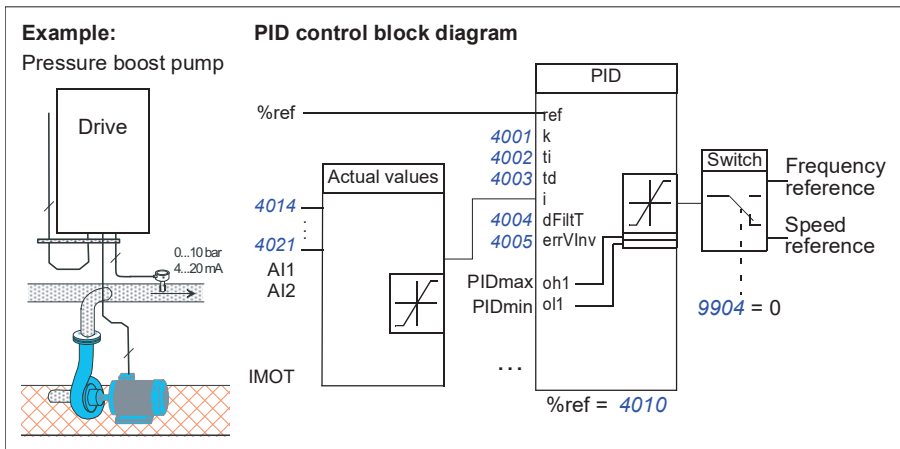 Example:
Pressure boost pump
Drive
0...10 bar
4...20 mA
PID control block diagram
PID
%ref
ref
4001 k
4002 ti
4003 td
i
4004 dFiltT
4005 errVInv
PIDmax oh1
PIDmin ol1
Actual values
4014
4021
AI1
AI2
IMOT
...
%ref = 4010
Switch
Frequency
reference
Speed
reference
9904 = 0